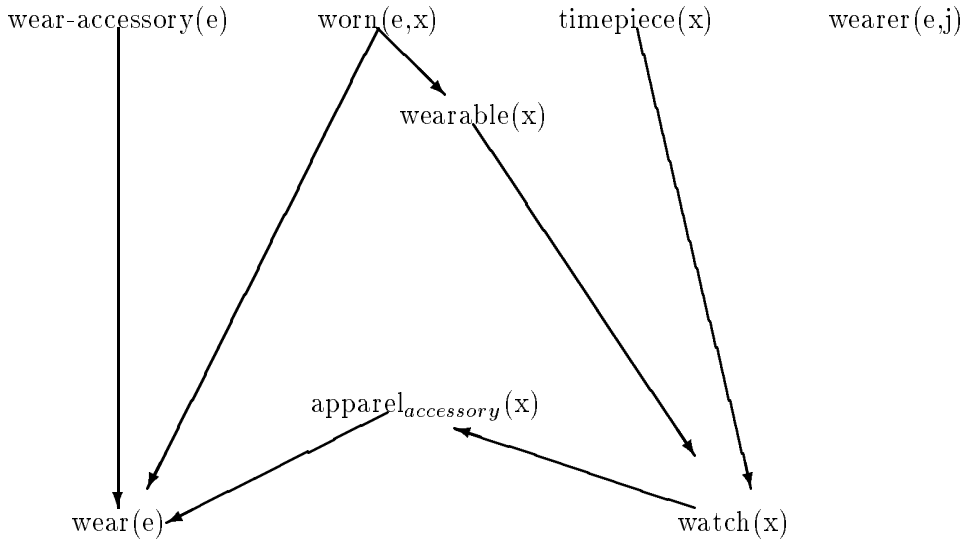 wear-accessory(e) worn(e,x) timepiece(x) wearer(e,j)
wearable(x)
apparel_accessory(x)
wear(e) watch(x)